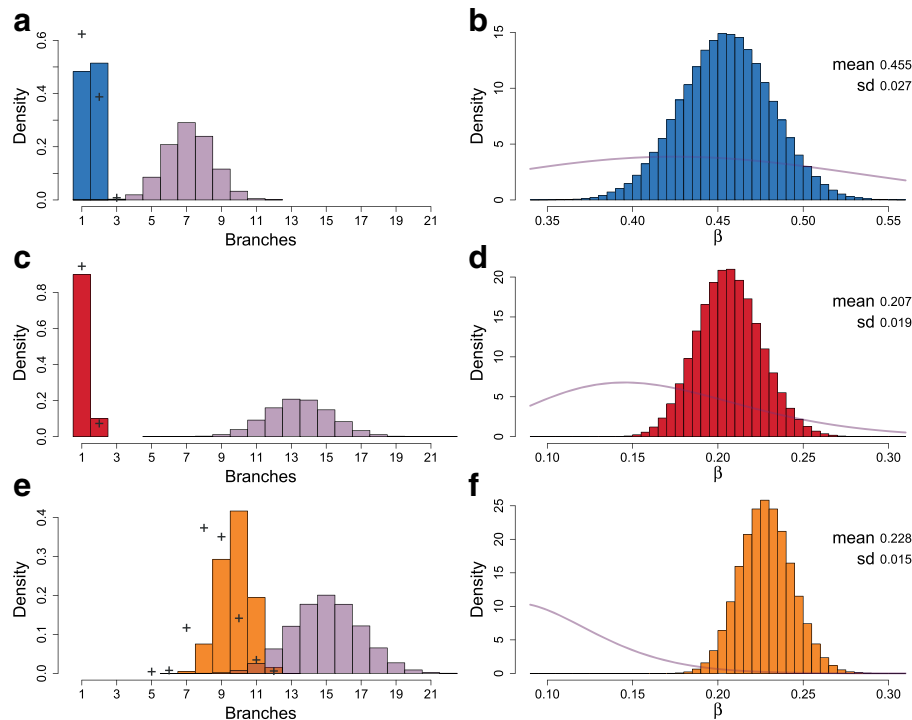 a
Density
0.0 0.2 0.4 0.6
1 3 5 7 9 11 13 15 17 19 21
Branches
b
Density
0 5 10 15
0.35 0.40 0.45 0.50 0.55
β
mean 0.455
sd 0.027
c
Density
0.0 0.2 0.4 0.6 0.8
1 3 5 7 9 11 13 15 17 19 21
Branches
d
Density
0 5 10 15 20
0.10 0.15 0.20 0.25 0.30
β
mean 0.207
sd 0.019
e
Density
0.0 0.1 0.2 0.3 0.4
1 3 5 7 9 11 13 15 17 19 21
Branches
f
Density
0 5 10 15 20 25
0.10 0.15 0.20 0.25 0.30
β
mean 0.228
sd 0.015